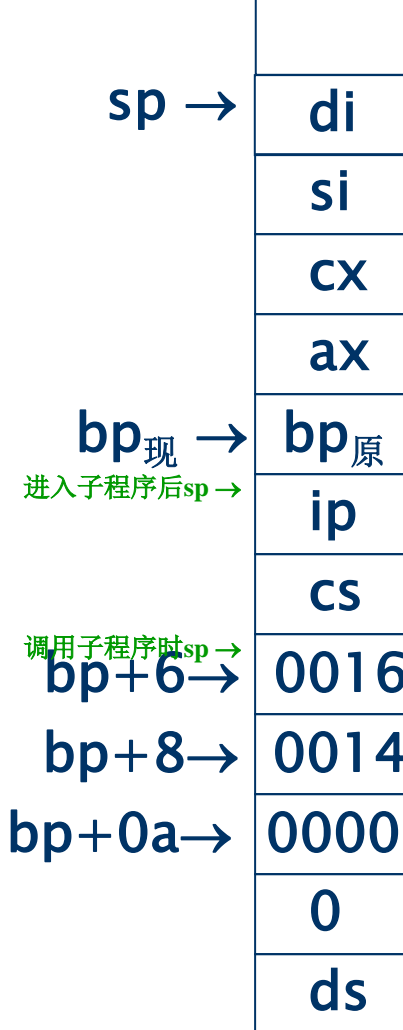 sp → di
si
cx
ax
bp现 → bp原
进入子程序后sp →
ip
cs
调用子程序时sp →
bp+6→ 0016
bp+8→ 0014
bp+0a→ 0000
0
ds